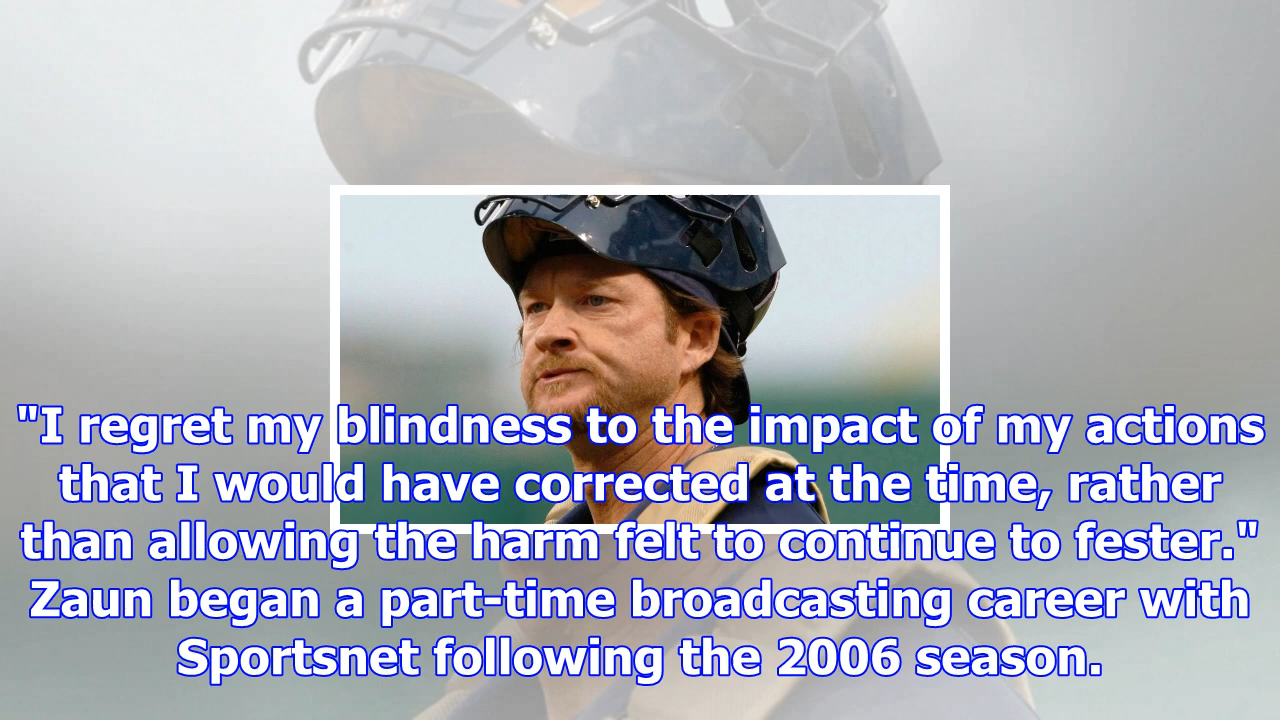 "I regret my blindness to the impact of my actions
that I would have corrected at the time, rather
than allowing the harm felt to continue to fester."
Zaun began a part-time broadcasting career with
Sportsnet following the 2006 season.